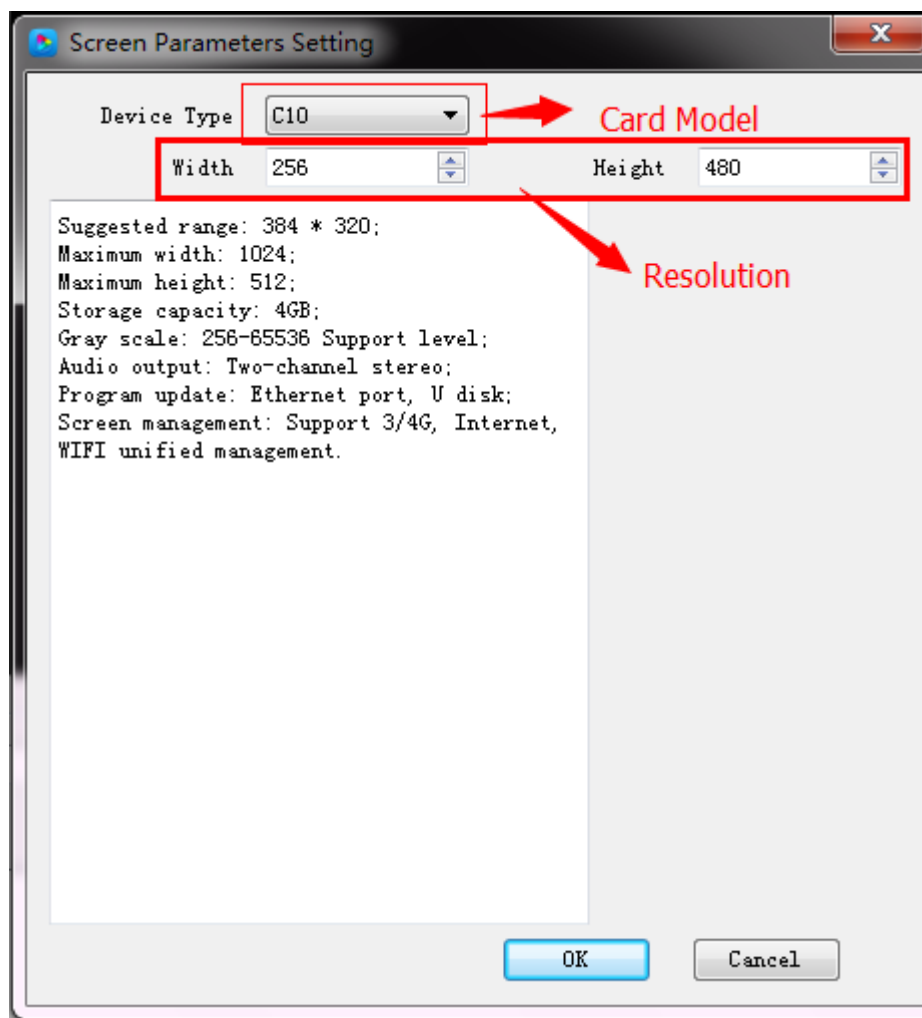 Screen Parameters Setting
Device Type C10 Card Model
Width 256 Height 480
Suggested range: 384 * 320;
Maximum width: 1024;
Maximum height: 512;
Storage capacity: 4GB;
Gray scale: 256-65536 Support level;
Audio output: Two-channel stereo;
Program update: Ethernet port, U disk;
Screen management: Support 3/4G, Internet,
WIFI unified management.
Resolution
OK Cancel